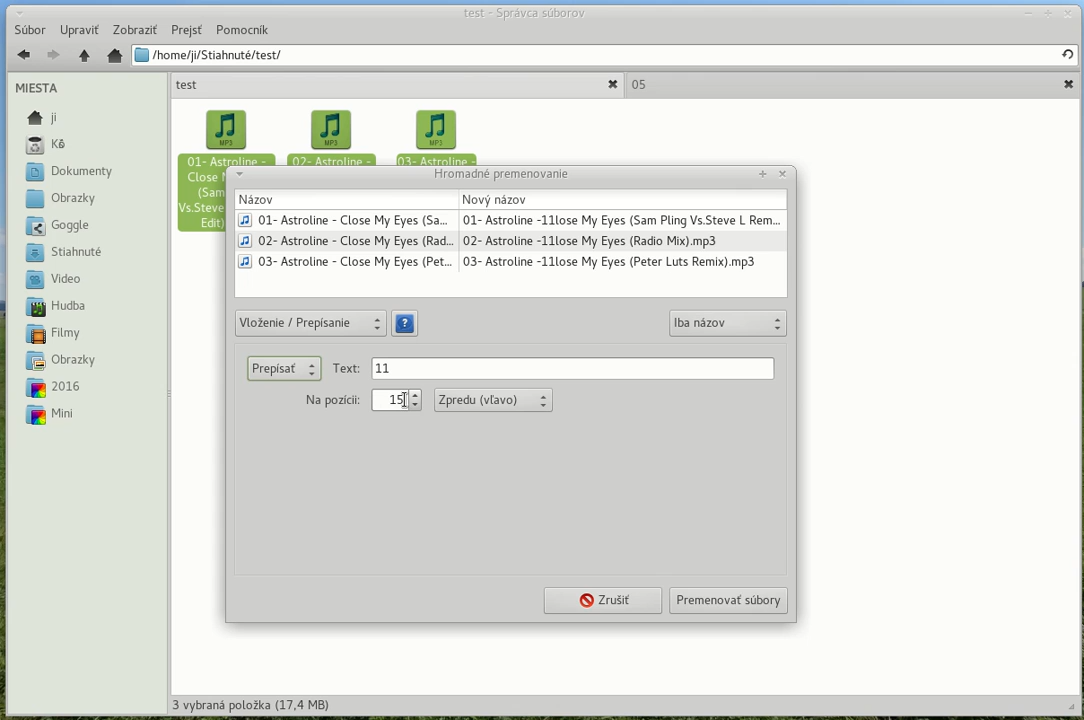 test - Správca súborov
Súbor Upraviť Zobraziť Prejsť Pomocník
/home/ji/Stiahnuté/test/
MIESTA
ji
Kô
Dokumenty
Obrazky
Goggle
Stiahnuté
Video
Hudba
Filmy
Obrazky
2016
Mini
test
05
MP3 MP3 MP3
01- Astroline - 02- Astroline - 03- Astroline -
Close
(Sam
Vs.Steve
Edit)
Hromadné premenovanie
Názov Nový názov
01- Astroline - Close My Eyes (Sa... 01- Astroline -11lose My Eyes (Sam Pling Vs.Steve L Rem...
02- Astroline - Close My Eyes (Rad... 02- Astroline -11lose My Eyes (Radio Mix).mp3
03- Astroline - Close My Eyes (Pet... 03- Astroline -11lose My Eyes (Peter Luts Remix).mp3
Vloženie / Prepísanie ? Iba názov
Prepísať Text: 11
Na pozícii: 15 Zpredu (vľavo)
Zrušiť Premenovať súbory
3 vybraná položka (17,4 MB)